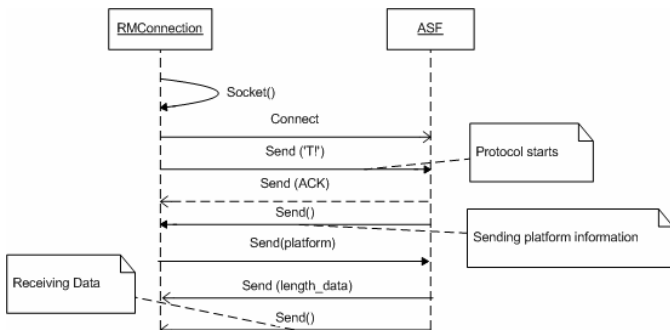 RMConnection
ASF
Socket()
Connect
Send ('T!')
Protocol starts
Send (ACK)
Send()
Sending platform information
Send(platform)
Receiving Data
Send (length_data)
Send()